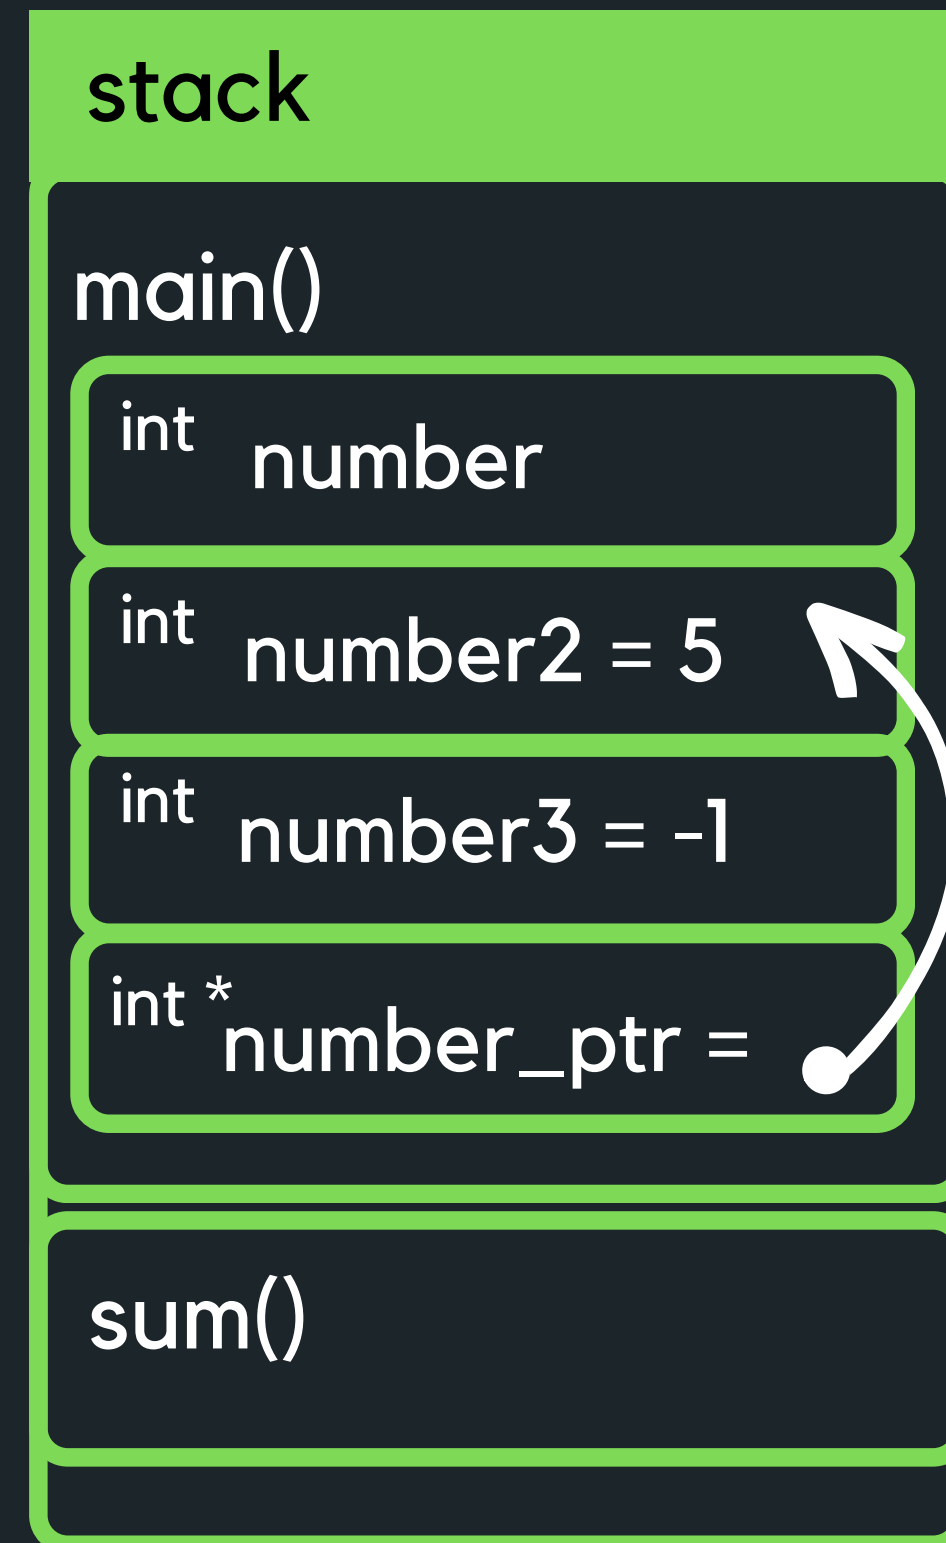 stack
main()
int number
int number2 = 5
int number3 = -1
int * number_ptr =
sum()